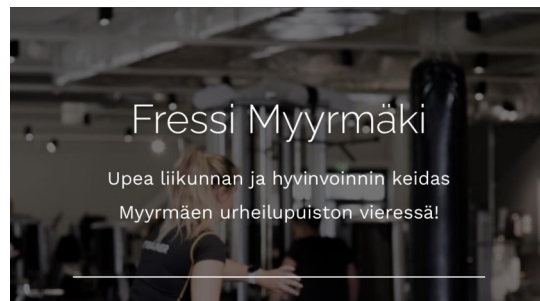 Fressi Myyrmäki
Upea liikunnan ja hyvinvoinnin keidas
Myyrmäen urheilupuiston vieressä!